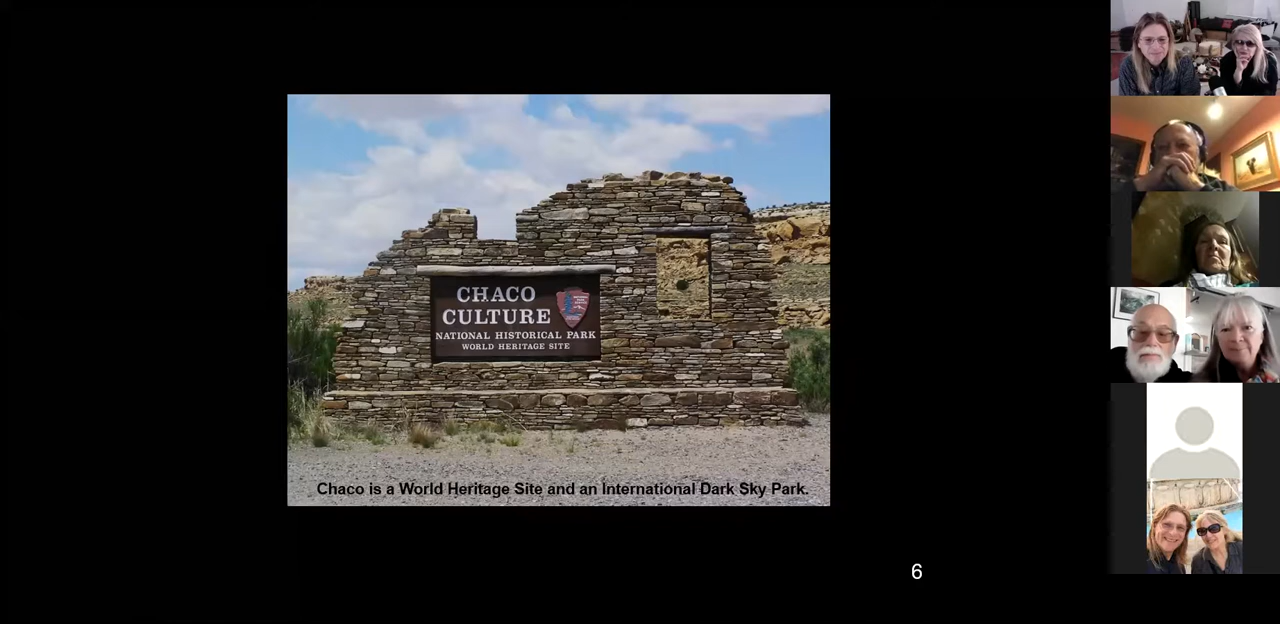 CHACO
CULTURE
NATIONAL HISTORICAL PARK
WORLD HERITAGE SITE
Chaco is a World Heritage Site and an International Dark Sky Park.
6